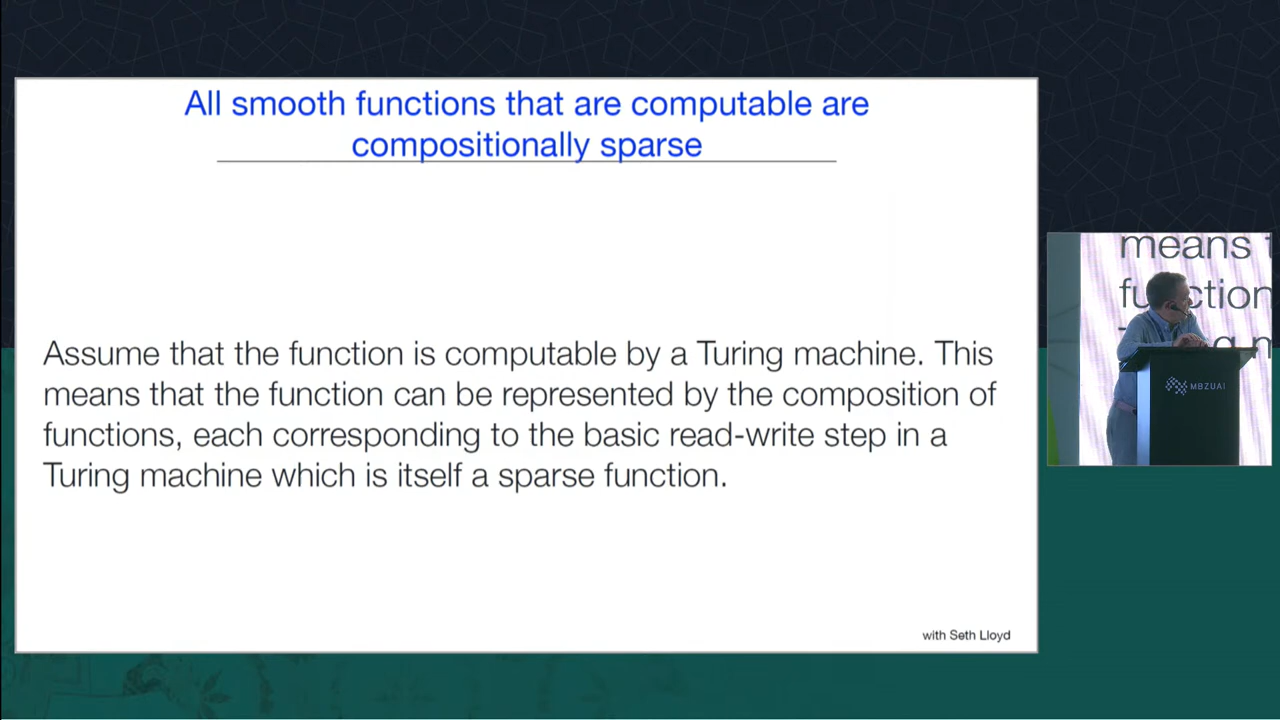 All smooth functions that are computable are
compositionally sparse
Assume that the function is computable by a Turing machine. This
means that the function can be represented by the composition of
functions, each corresponding to the basic read-write step in a
Turing machine which is itself a sparse function.
with Seth Lloyd
means
MBZUAI